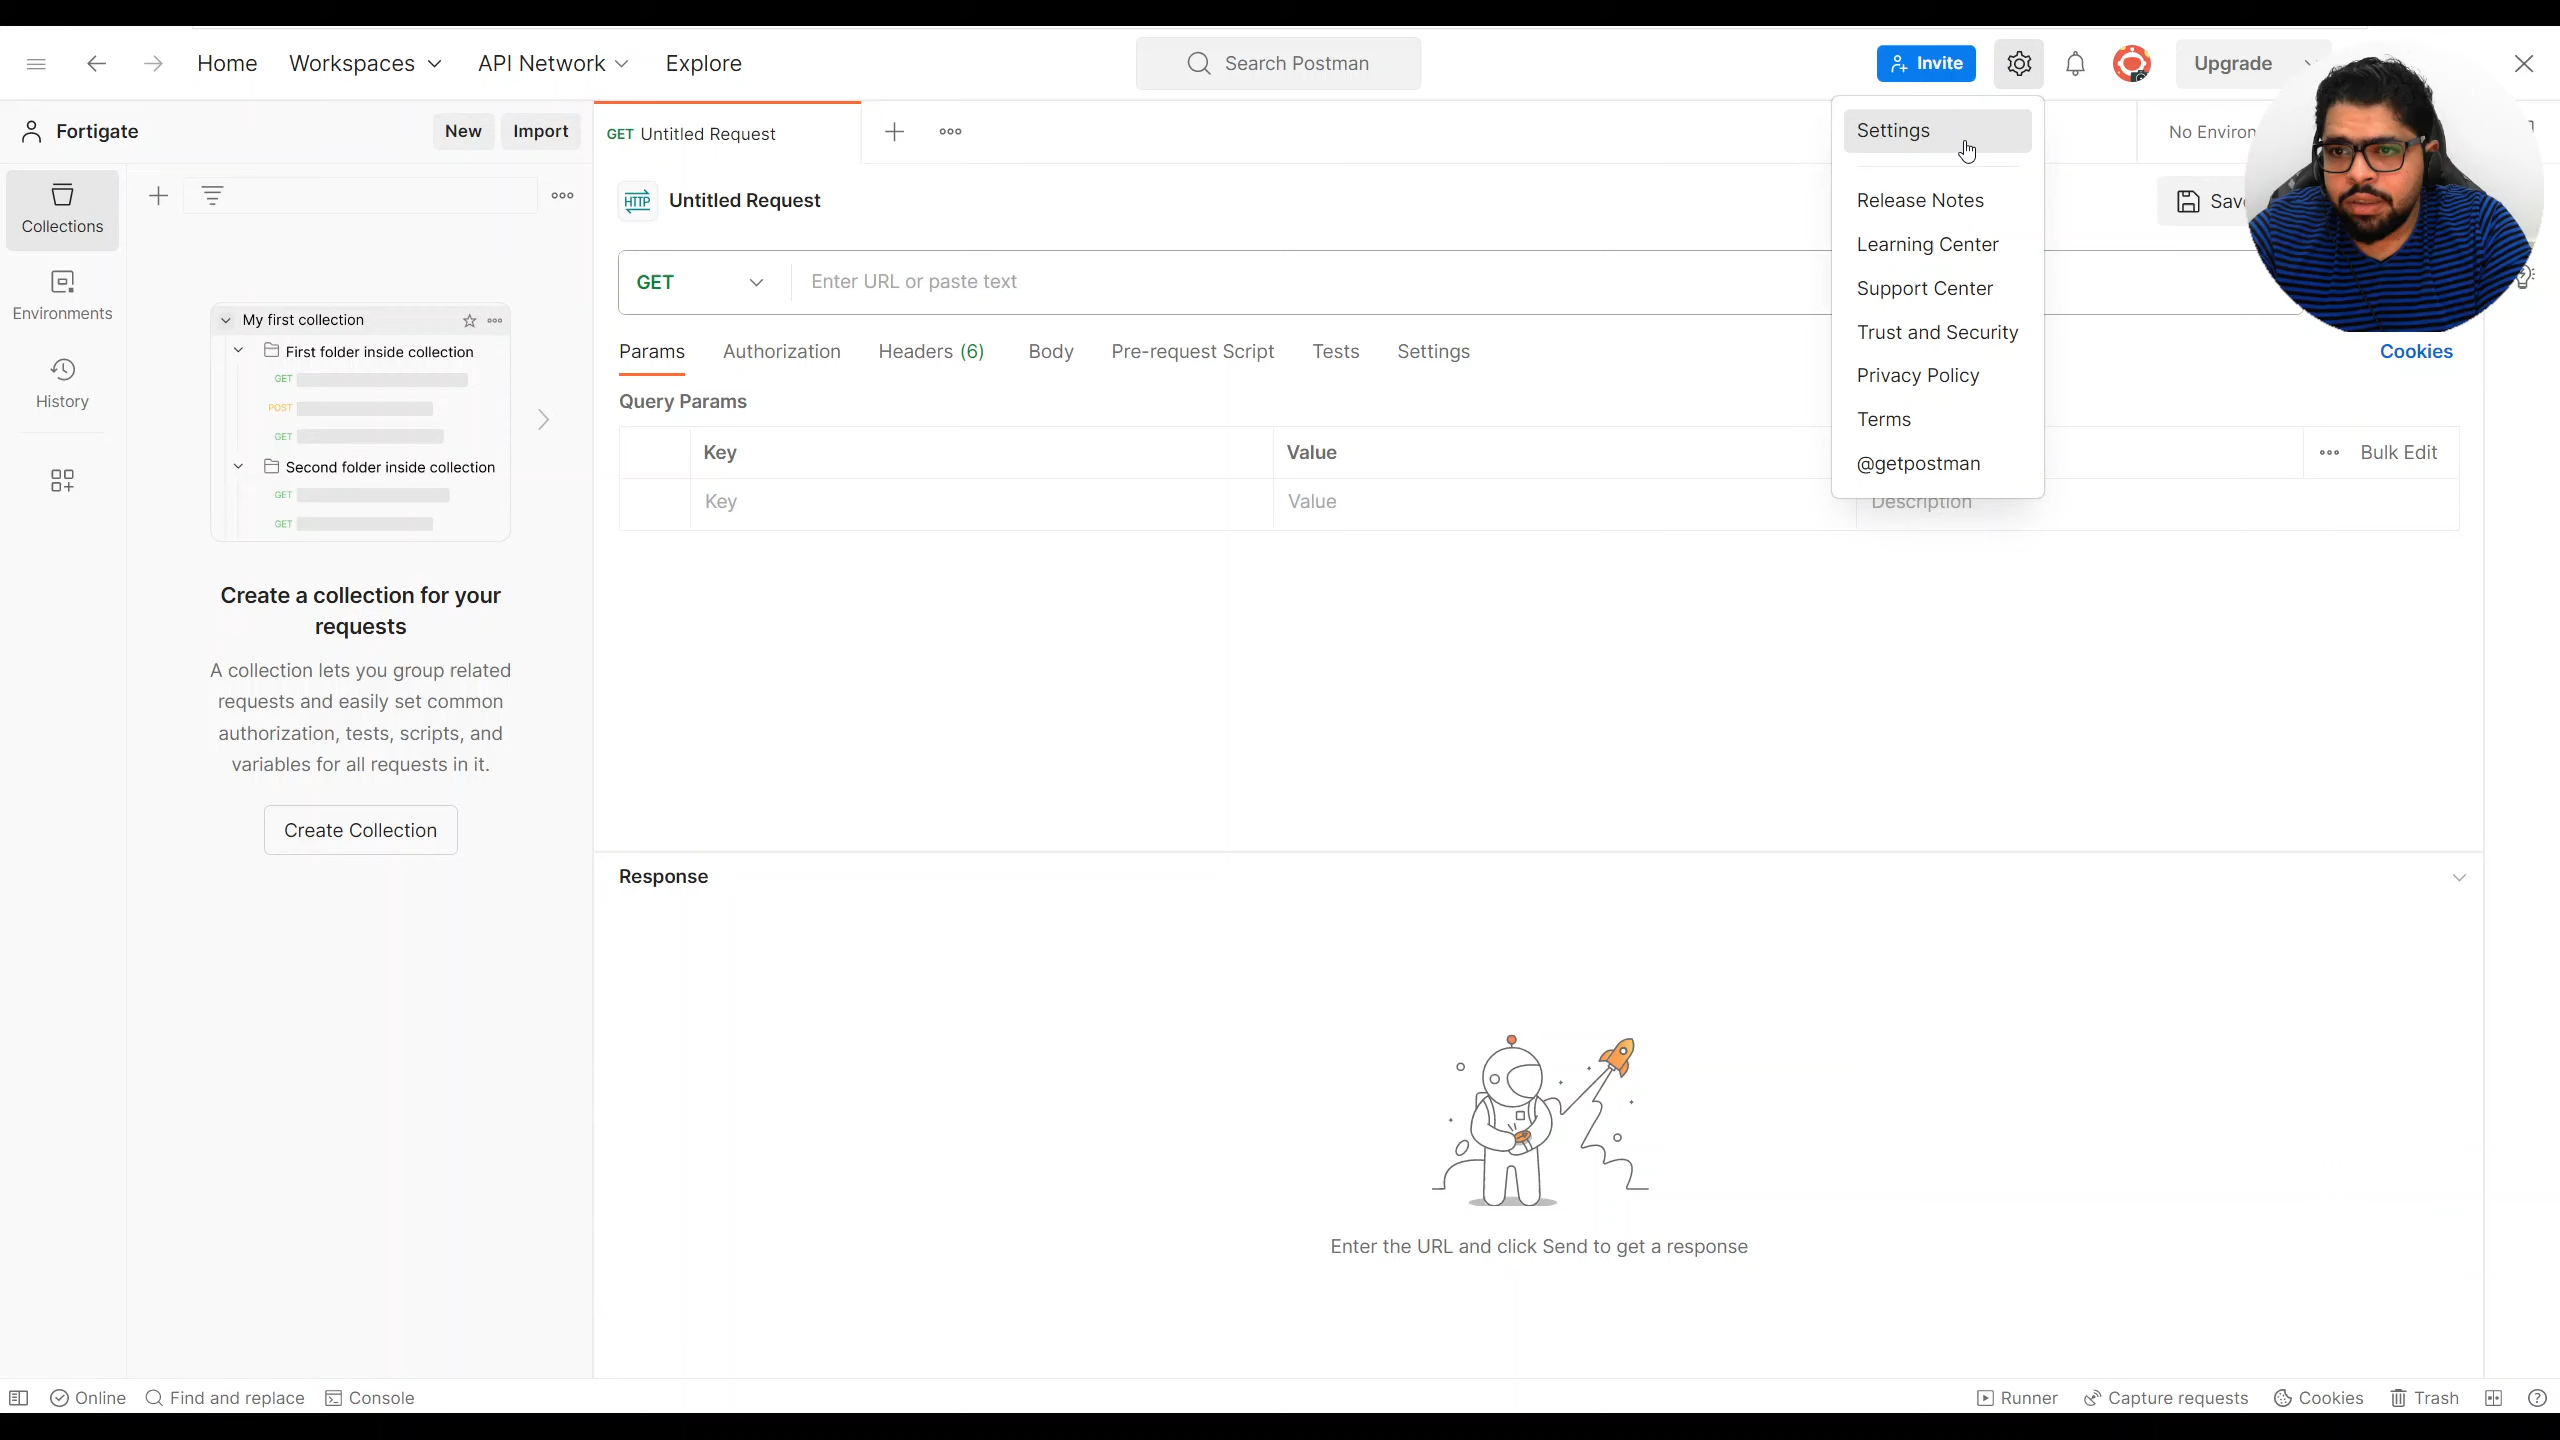 Home
Workspaces
API Network
Explore
Search Postman
Invite
Upgrade
Fortigate
New
Import
GET Untitled Request
No Environ
Settings
Release Notes
Learning Center
Support Center
Trust and Security
Privacy Policy
Terms
@getpostman
Collections
Environments
History
HTTP
Untitled Request
Save
GET
Enter URL or paste text
Params
Authorization
Headers (6)
Body
Pre-request Script
Tests
Settings
Cookies
Query Params
Key
Value
Bulk Edit
Key
Value
Description
My first collection
First folder inside collection
GET
POST
GET
Second folder inside collection
GET
GET
Create a collection for your
requests
A collection lets you group related
requests and easily set common
authorization, tests, scripts, and
variables for all requests in it.
Create Collection
Response
Enter the URL and click Send to get a response
Online
Find and replace
Console
Runner
Capture requests
Cookies
Trash